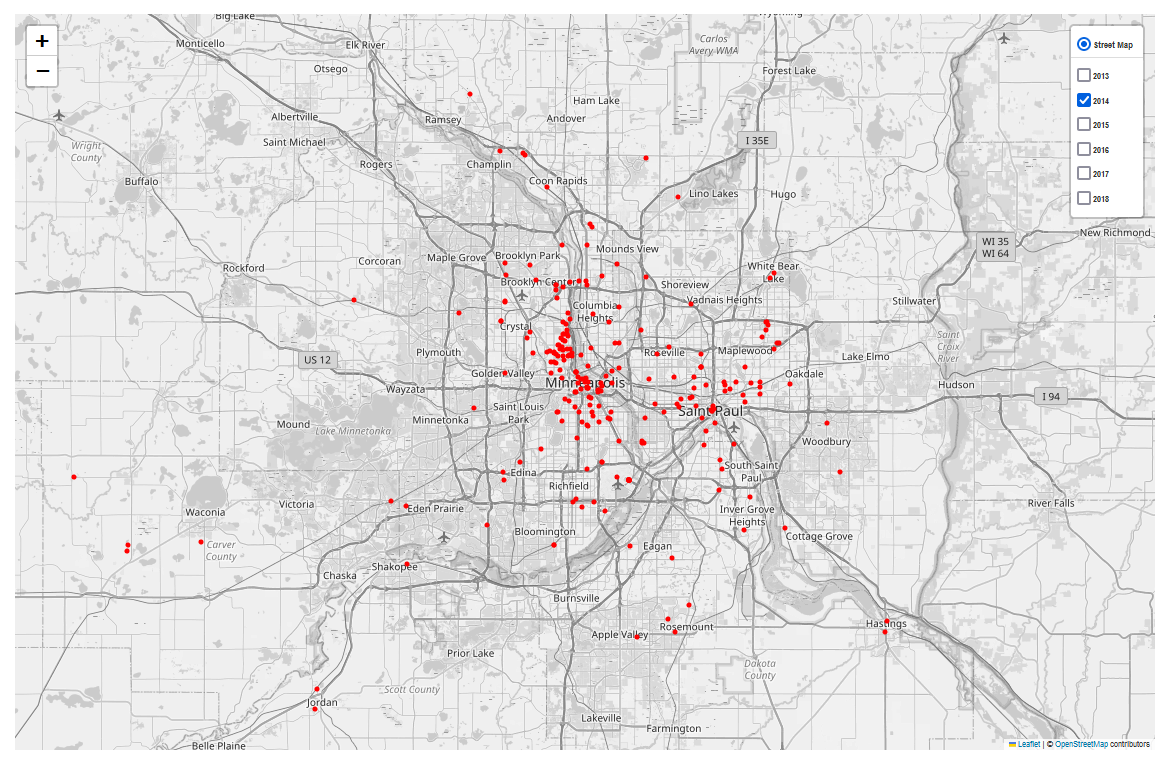 Big Lake
Wyoming
Monticello
Elk River
Carlos
Avery WMA
Otsego
Forest Lake
Ham Lake
Albertville
Ramsey
Andover
Saint Michael
I 35E
Wright
County
Rogers
Champlin
Coon Rapids
Buffalo
Lino Lakes
Hugo
New Richmond
WI 35
WI 64
Mounds View
Brooklyn Park
Maple Grove
Corcoran
Rockford
White Bear
Lake
Brooklyn Center
Shoreview
Vadnais Heights
Stillwater
Columbia
Heights
Crystal
Saint
Croix
River
Plymouth
Roseville
Maplewood
US 12
Lake Elmo
Golden Valley
Oakdale
Minneapolis
Hudson
Wayzata
I 94
Saint Louis
Park
Saint Paul
Minnetonka
Mound
Lake Minnetonka
Woodbury
Edina
South Saint
Paul
Richfield
Victoria
Waconia
Eden Prairie
Inver Grove
Heights
River Falls
Bloomington
Cottage Grove
Carver
County
Eagan
Shakopee
Chaska
Burnsville
Hastings
Rosemount
Apple Valley
Prior Lake
Dakota
County
Scott County
Jordan
Lakeville
Farmington
Belle Plaine
+
−
Street Map
2013
2014
2015
2016
2017
2018
Leaflet | © OpenStreetMap contributors